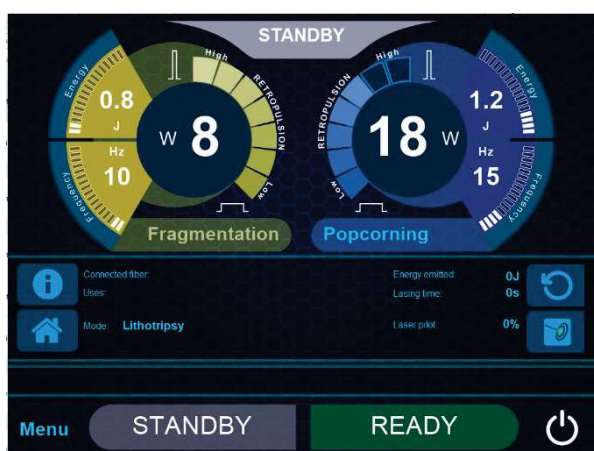 STANDBY
High
High
Energy
0.8
J
Hz
10
Frequency
W 8
RETROPULSION
Low
RETROPULSION
Low
18 W
1.2
J
Hz
15
Energy
Frequency
Fragmentation
Popcorning
Connected fiber:
Uses:
Energy emitted: 0J
Lasing time: 0s
Mode: Lithotripsy
Laser pilot: 0%
Menu
STANDBY
READY